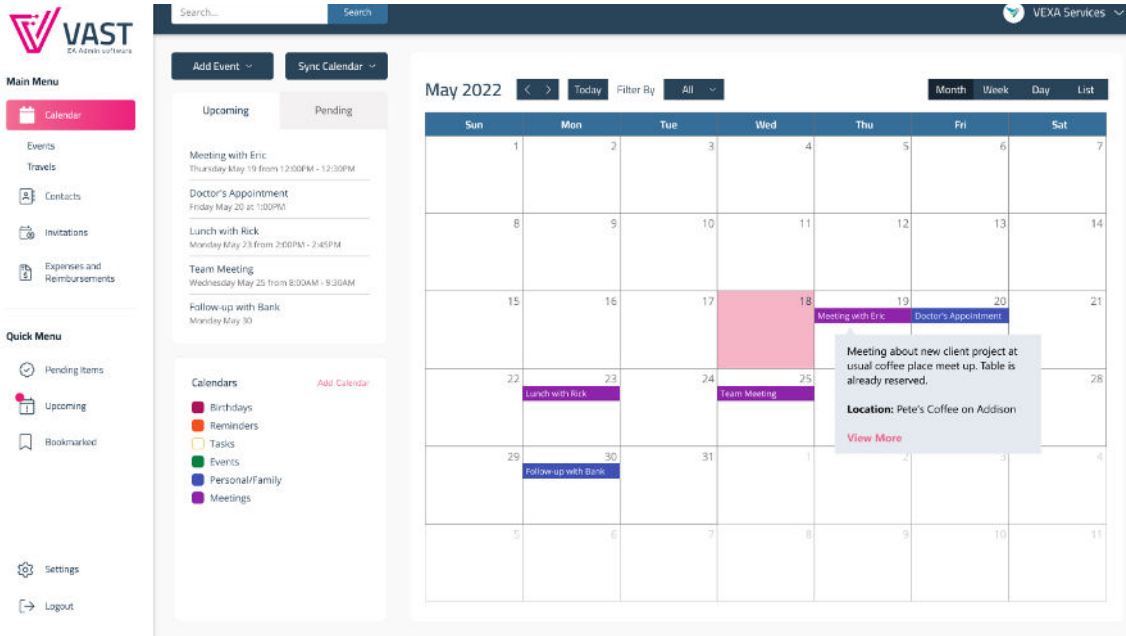 VAST
EA Admin software
Search...
Search
VEXA Services
Main Menu
Calendar
Events
Travels
Contacts
Invitations
Expenses and
Reimbursements
Quick Menu
Pending Items
Upcoming
Bookmarked
Settings
Logout
Add Event
Sync Calendar
Upcoming
Pending
Meeting with Eric
Thursday May 19 from 12:00PM - 12:30PM
Doctor's Appointment
Friday May 20 at 1:00PM
Lunch with Rick
Monday May 23 from 2:00PM - 2:45PM
Team Meeting
Wednesday May 25 from 8:00AM - 9:30AM
Follow-up with Bank
Monday May 30
Calendars
Add Calendar
Birthdays
Reminders
Tasks
Events
Personal/Family
Meetings
May 2022 < > Today Filter By All
Month Week Day List
Sun Mon Tue Wed Thu Fri Sat
1 2 3 4 5 6 7
8 9 10 11 12 13 14
15 16 17 18 19 20 21
Meeting with Eric Doctor's Appointment
Meeting about new client project at
usual coffee place meet up. Table is
already reserved.
Location: Pete's Coffee on Addison
View More
22 23 24 25 28
Lunch with Rick Team Meeting
29 30 31 1 2 3 4
Follow-up with Bank
5 6 7 8 9 10 11